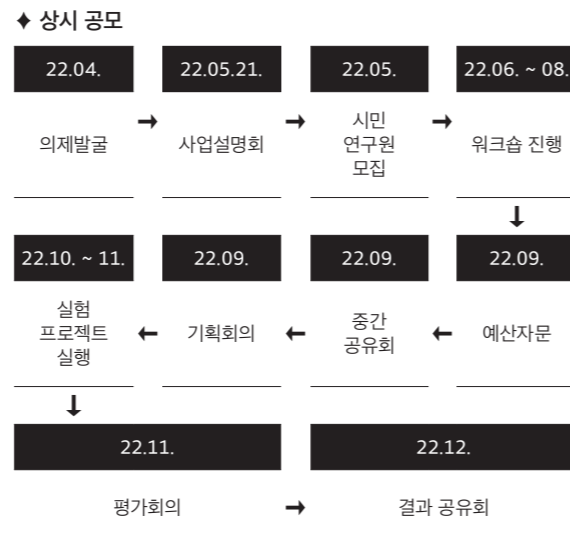 ♦ 상시 공모
22.04.
의제발굴
→
22.05.21.
사업설명회
→
22.05.
시민
연구원
모집
→
22.06. ~ 08.
워크숍 진행
↓
22.09.
예산자문
←
22.09.
중간
공유회
←
22.09.
기획회의
←
22.10. ~ 11.
실험
프로젝트
실행
↓
22.11.
평가회의
→
22.12.
결과 공유회